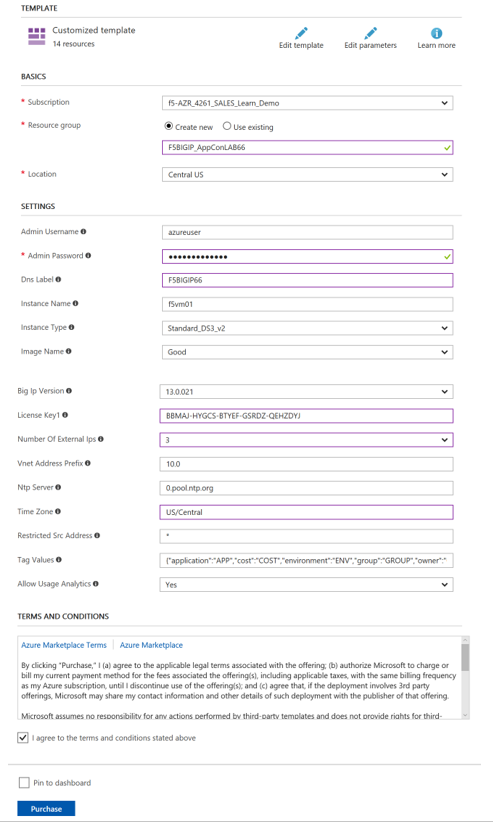 TEMPLATE
Customized template
14 resources
Edit template
Edit parameters
Learn more
BASICS
* Subscription
f5-AZR_4261_SALES_Learn_Demo
* Resource group
Create new
Use existing
F5BIGIP_AppConLAB66
* Location
Central US
SETTINGS
Admin Username
azureuser
* Admin Password
•••••••••••••
Dns Label
F5BIGIP66
Instance Name
f5vm01
Instance Type
Standard_DS3_v2
Image Name
Good
Big Ip Version
13.0.021
License Key1
BBMAJ-HYGCS-BTYEF-GSRDZ-QEHZDYJ
Number Of External Ips
3
Vnet Address Prefix
10.0
Ntp Server
0.pool.ntp.org
Time Zone
US/Central
Restricted Src Address
*
Tag Values
{"application":"APP","cost":"COST","environment":"ENV","group":"GROUP","owner":"
Allow Usage Analytics
Yes
TERMS AND CONDITIONS
Azure Marketplace Terms | Azure Marketplace
By clicking "Purchase," I (a) agree to the applicable legal terms associated with the offering; (b) authorize Microsoft to charge or
bill my current payment method for the fees associated the offering(s), including applicable taxes, with the same billing frequency
as my Azure subscription, until I discontinue use of the offering(s); and (c) agree that, if the deployment involves 3rd party
offerings, Microsoft may share my contact information and other details of such deployment with the publisher of that offering.
Microsoft assumes no responsibility for any actions performed by third-party templates and does not provide rights for third-
I agree to the terms and conditions stated above
Pin to dashboard
Purchase